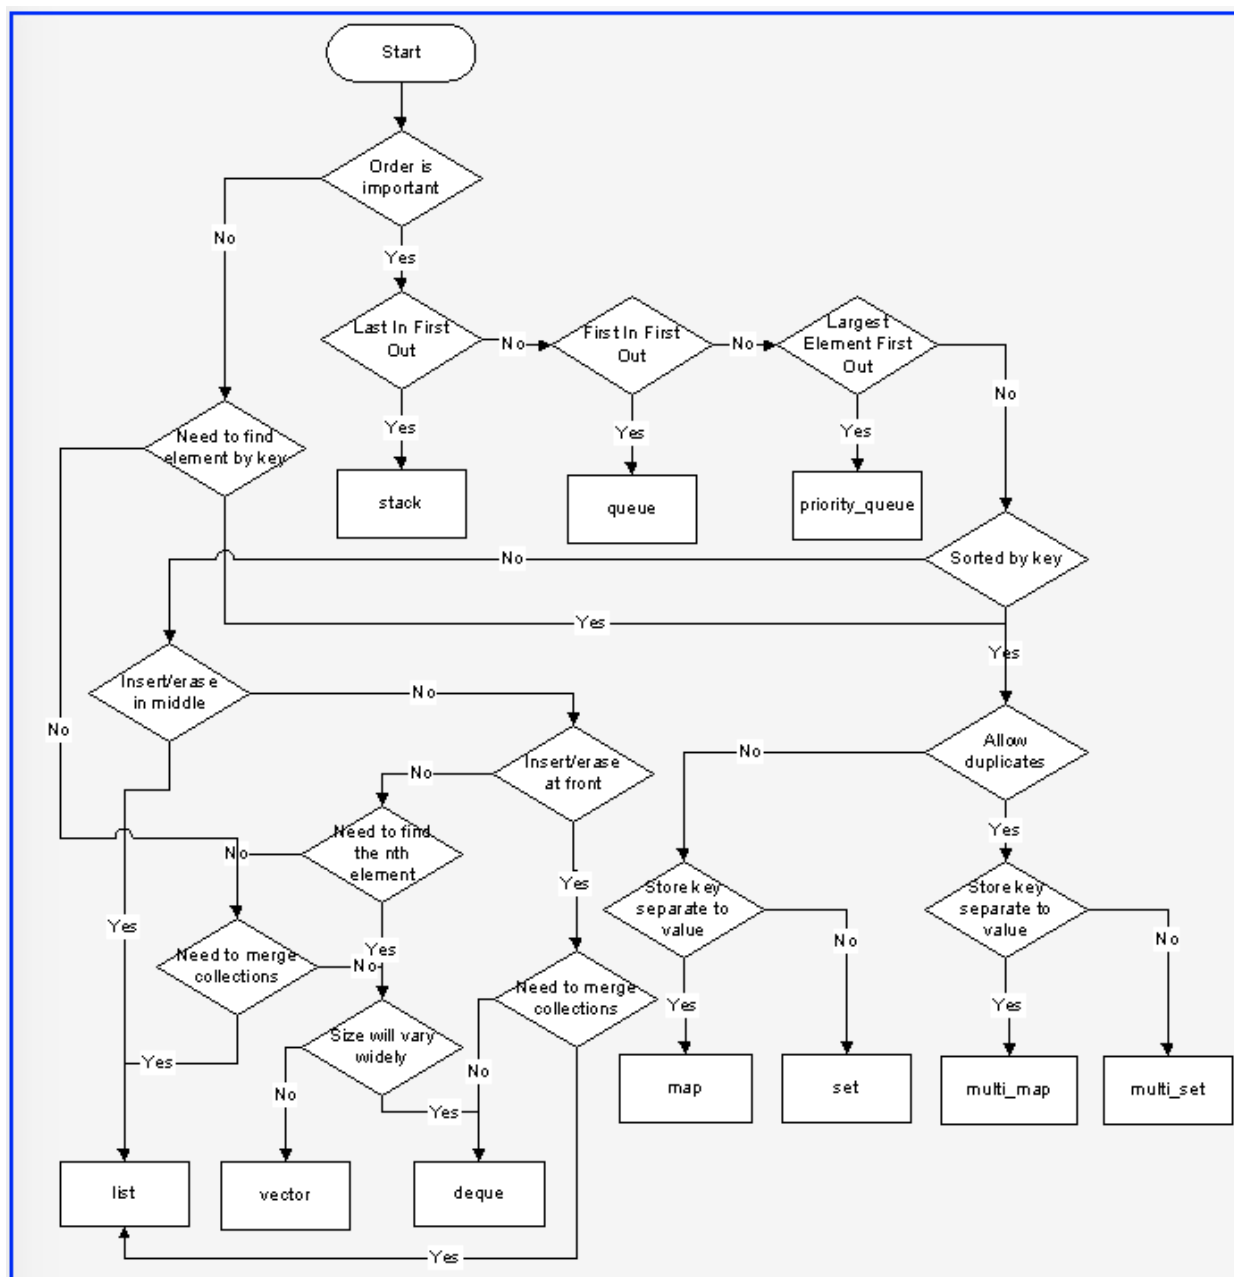 Start
Order is
important
No
Yes
Last In First
Out
No
First In First
Out
No
Largest
Element First
Out
No
Yes
Yes
Yes
Need to find
element by key
stack
queue
priority_queue
No
Sorted by key
Yes
Yes
Insert/erase
in middle
No
No
Insert/erase
at front
No
No
Allow
duplicates
Need to find
the nth
element
No
Yes
Yes
Yes
Store key
separate to
value
Store key
separate to
value
Yes
No
No
Need to merge
collections
No
Yes
Need to merge
collections
Yes
Yes
Size will vary
widely
Yes
No
No
map
set
multi_map
multi_set
Yes
list
vector
deque
Yes